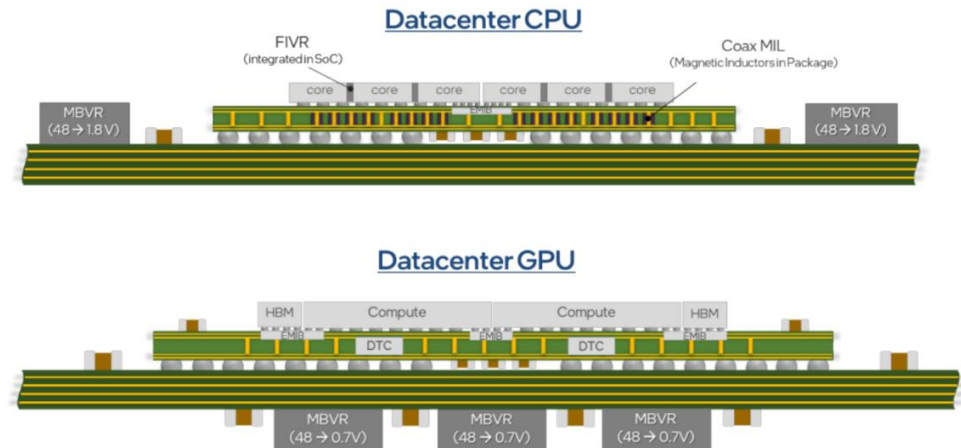 Datacenter CPU
FIVR
(integrated in SoC)
Coax MIL
(Magnetic Inductors in Package)
core core core core core core
MBVR
(48 → 1.8 V)
EMIB
MBVR
(48 → 1.8 V)
Datacenter GPU
HBM Compute Compute HBM
EMIB EMIB EMIB
DTC DTC
MBVR
(48 → 0.7V)
MBVR
(48 → 0.7V)
MBVR
(48 → 0.7V)